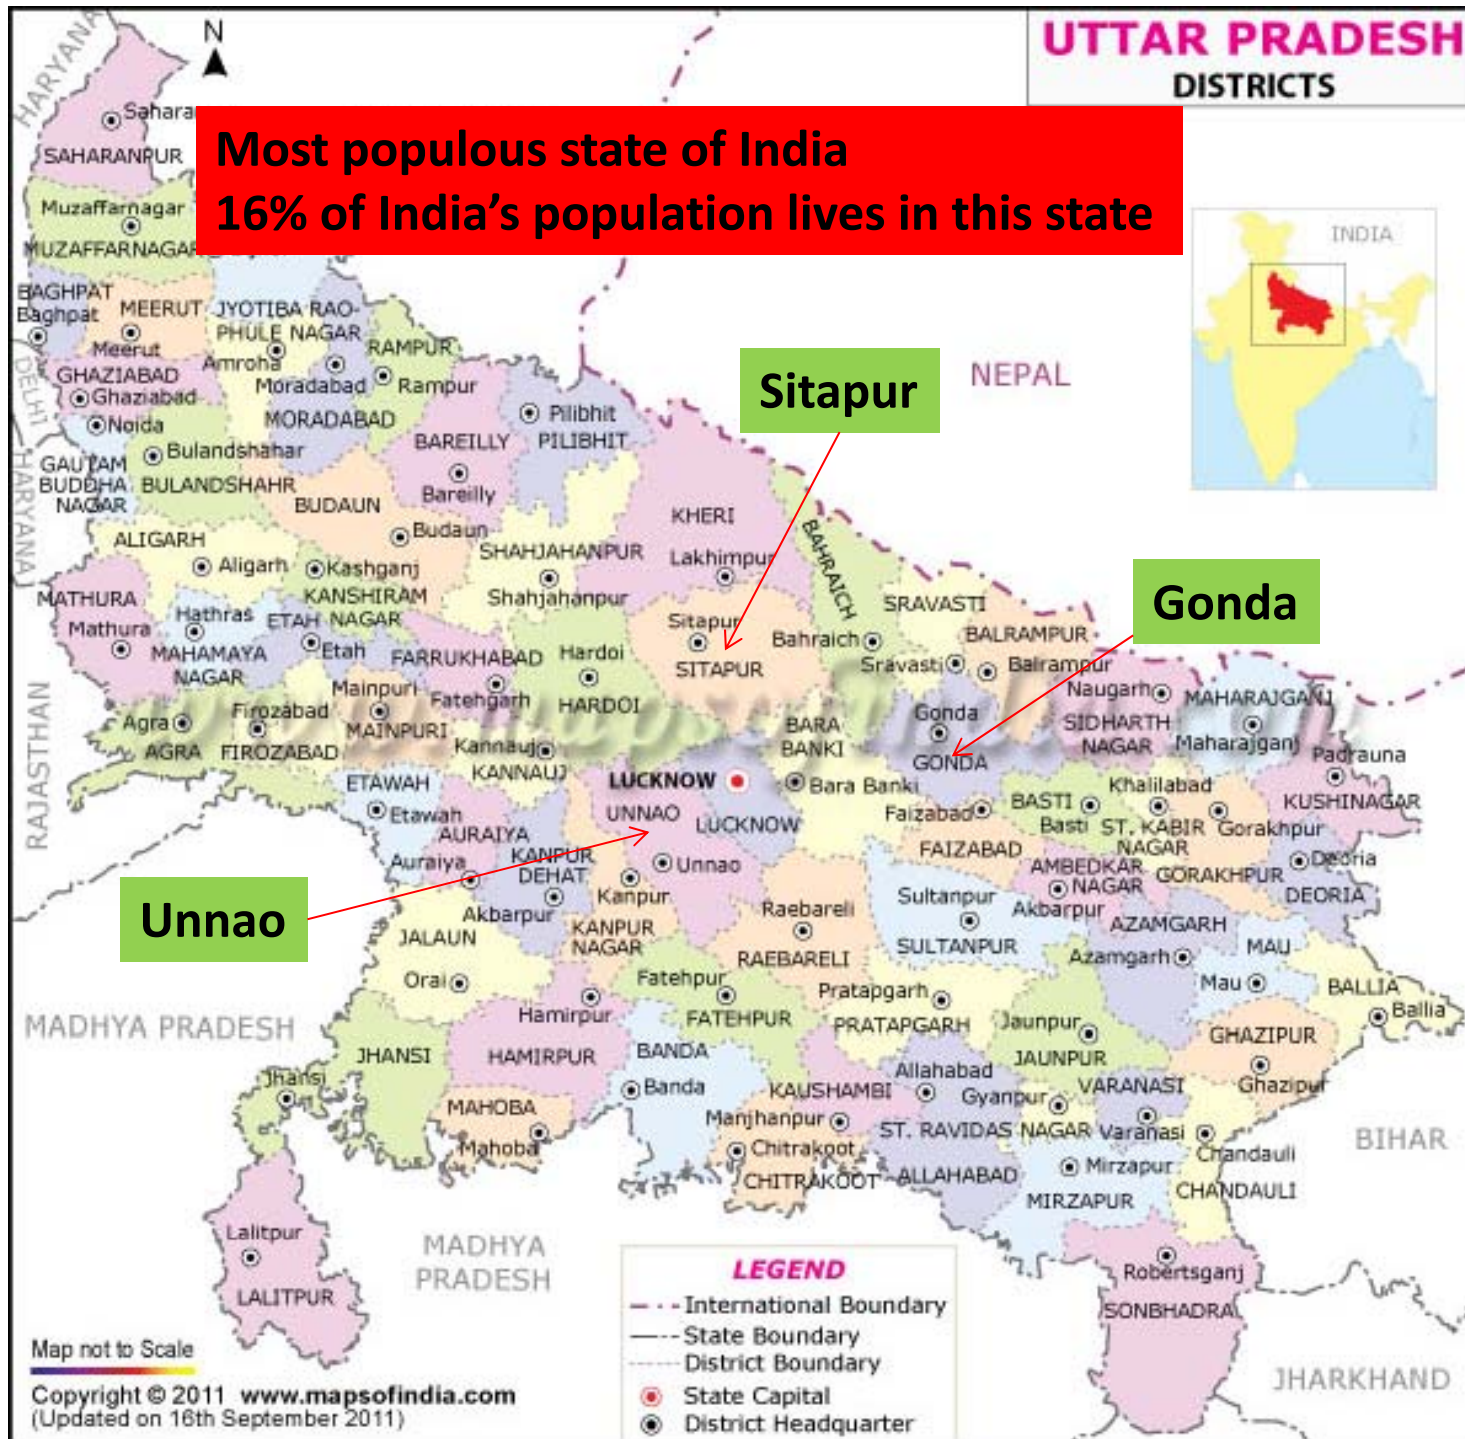 N
UTTAR PRADESH
DISTRICTS
HARYANA
SAHARANPUR
Most populous state of India
16% of India’s population lives in this state
Muzaffarnagar
MUZAFFARNAGAR
INDIA
BAGHPAT
Baghpat
MEERUT
Meerut
JYOTIBA RAO-
PHULE NAGAR
Amroha
Moradabad
MORADABAD
RAMPUR
Rampur
DELHI
GHAZIABAD
Ghaziabad
Noida
GAUTAM
BUDDHA
NAGAR
HARYANA
Bulandshahar
BULANDSHAHR
BUDAUN
Budaun
BAREILLY
Bareilly
Pilibhit
PILIBHIT
Sitapur
NEPAL
KHERI
Lakhimpur
BAHRAICH
Bahraich
SHAHJAHANPUR
Shahjahanpur
ALIGARH
Aligarh
Kashganj
KANSHIRAM
NAGAR
MATHURA
Mathura
Hathras
MAHAMAYA
NAGAR
ETAH
Etah
FARRUKHABAD
Fatehgarh
Hardoi
HARDOI
Sitapur
SITAPUR
SRAVASTI
Sravasti
BALRAMPUR
Balrampur
Gonda
Naugarh
SIDHARTH
NAGAR
MAHARAJGANJ
Maharajganj
RAJASTHAN
Agra
AGRA
Firozabad
FIROZABAD
Mainpuri
MAINPURI
Kannauj
KANNAUJ
BARA
BANKI
Bara Banki
Gonda
GONDA
Padrauna
KUSHINAGAR
ETAWAH
Etawah
LUCKNOW
UNNAO
LUCKNOW
Unnao
Faizabad
FAIZABAD
BASTI
Basti
Khalilabad
ST. KABIR
NAGAR
Gorakhpur
GORAKHPUR
Deoria
DEORIA
AURAIYA
Auraiya
KANPUR
DEHAT
Akbarpur
Kanpur
KANPUR
NAGAR
Unnao
Raebareli
RAEBARELI
Sultanpur
SULTANPUR
AMBEDKAR
NAGAR
Akbarpur
AZAMGARH
Azamgarh
MAU
Mau
BALLIA
Ballia
JALAUN
Orai
Hamirpur
HAMIRPUR
Fatehpur
FATEHPUR
Pratapgarh
PRATAPGARH
Jaunpur
JAUNPUR
GHAZIPUR
Ghazipur
MADHYA PRADESH
JHANSI
Jhansi
MAHOBA
Mahoba
BANDA
Banda
KAUSHAMBI
Manjhanpur
Allahabad
ALLAHABAD
Gyanpur
ST. RAVIDAS NAGAR
VARANASI
Varanasi
Chandauli
CHANDAULI
BIHAR
Chitrakoot
CHITRAKOOT
Mirzapur
MIRZAPUR
Lalitpur
LALITPUR
MADHYA
PRADESH
Robertsganj
SONBHADRA
JHARKHAND
LEGEND
International Boundary
State Boundary
District Boundary
State Capital
District Headquarter
Map not to Scale
Copyright © 2011 www.mapsofindia.com
(Updated on 16th September 2011)